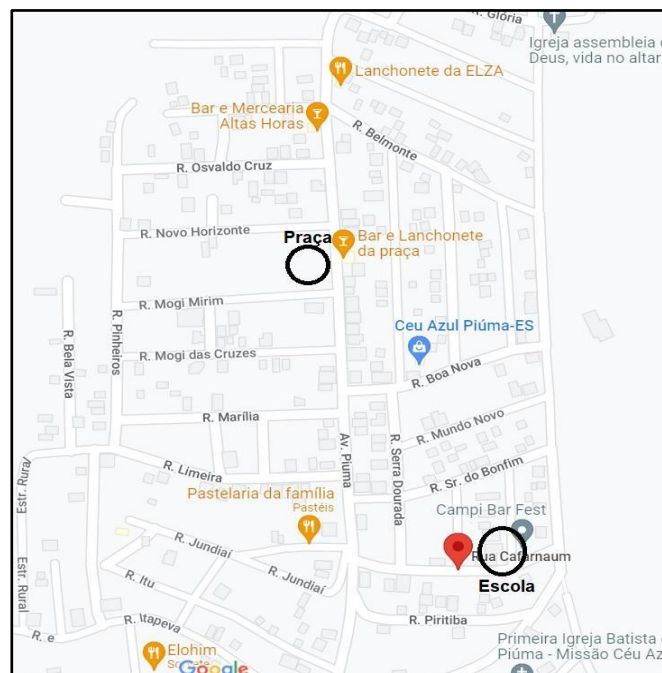 R. Glória
Igreja assembleia
Deus, vida no altar
Lanchonete da ELZA
Bar e Mercearia
Altas Horas
R. Belmonte
R. Osvaldo Cruz
R. Novo Horizonte
Praça
Bar e Lanchonete
da praça
R. Mogi Mirim
R. Pinheiros
R. Bela Vista
Ceu Azul Piúma-ES
R. Mogi das Cruzes
R. Boa Nova
R. Marília
Av. Piuma
R. Serra Dourada
R. Mundo Novo
R. Limeira
R. Sr. do Bonfim
Estr. Rural
Pastelaria da família
Pastéis
Campi Bar Fest
R. Jundiaí
R. Jundiaí
Rua Cafarnaum
Escola
Estr. Rural
R. Itu
R. Itapeva
R. Piritiba
R. e
Elohim
Google
Primeira Igreja Batista
Piúma - Missão Céu Az